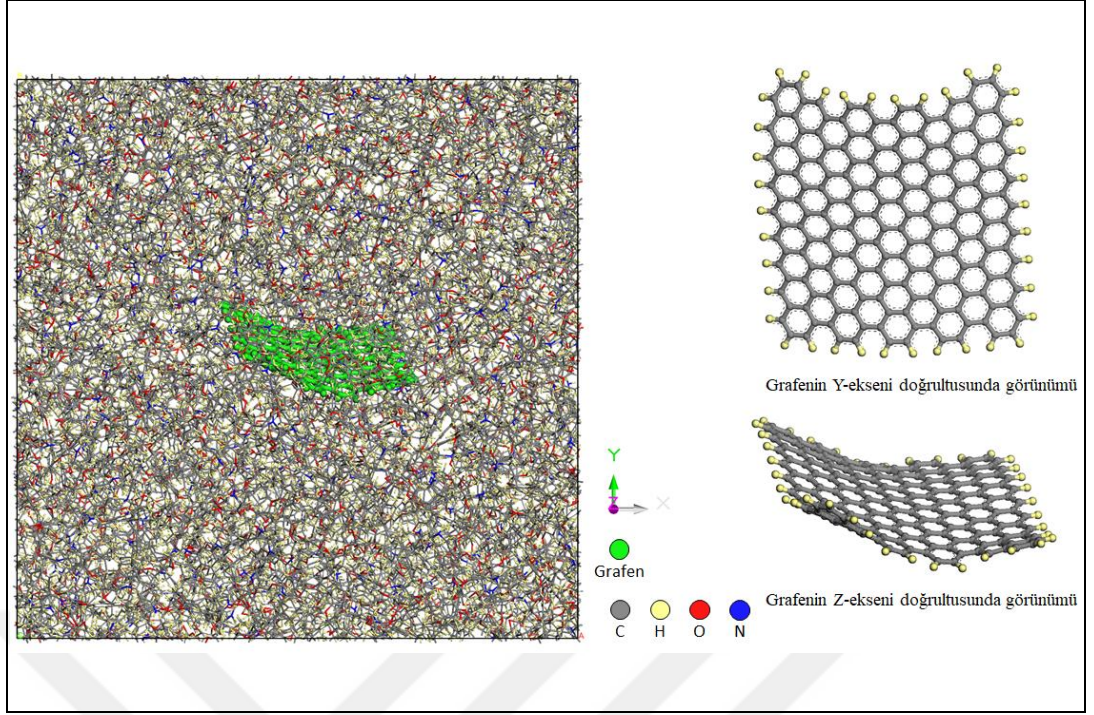 Grafenin Y-ekseni doğrultusunda görünümü
Y
Z
X
Grafen
C H O N
Grafenin Z-ekseni doğrultusunda görünümü
A